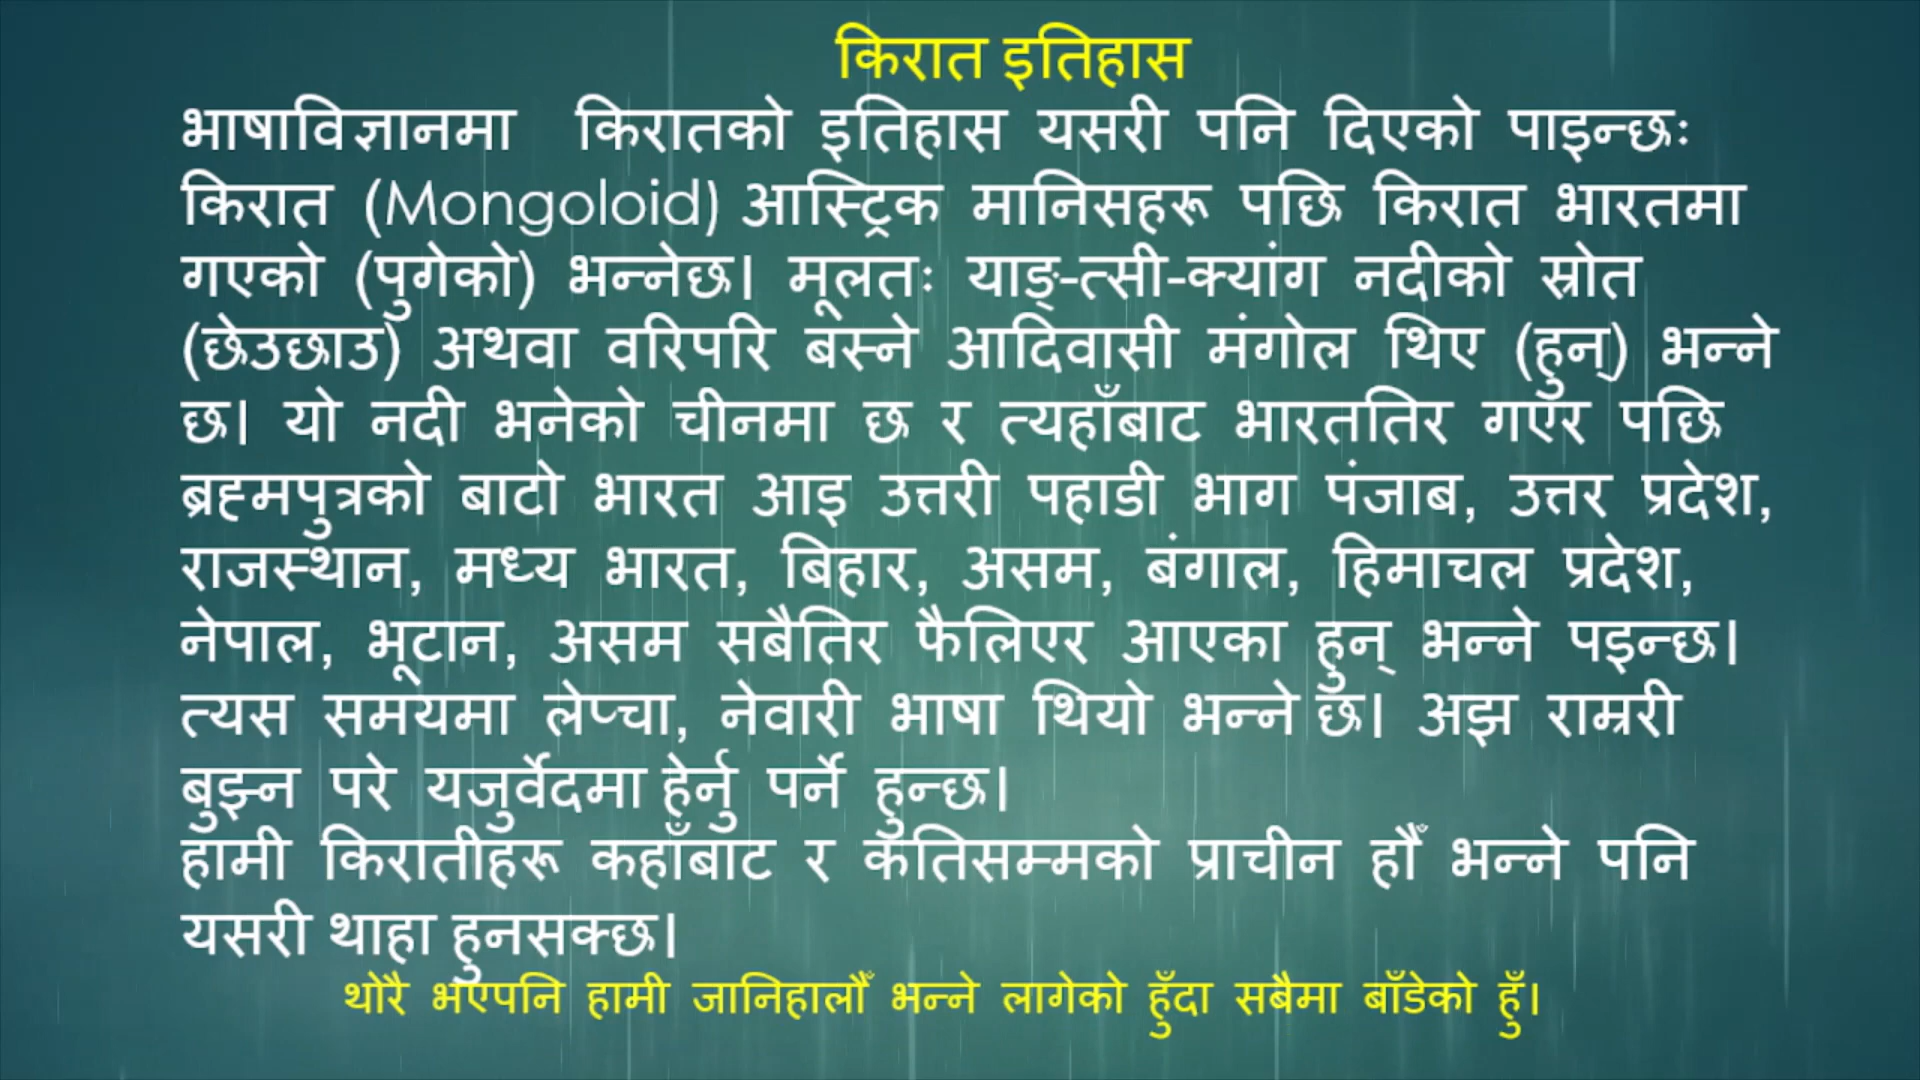 किरात इतिहास
भाषाविज्ञानमा किरातको इतिहास यसरी पनि दिएको पाइन्छः
किरात (Mongoloid) आस्ट्रिक मानिसहरू पछि किरात भारतमा
गएको (पुगेको) भन्नेछ। मूलतः याङ्-त्सी-क्यांग नदीको स्रोत
(छेउछाउ) अथवा वरिपरि बस्ने आदिवासी मंगोल थिए (हुन्) भन्ने
छ। यो नदी भनेको चीनमा छ र त्यहाँबाट भारततिर गएर पछि
ब्रह्मपुत्रको बाटो भारत आइ उत्तरी पहाडी भाग पंजाब, उत्तर प्रदेश,
राजस्थान, मध्य भारत, बिहार, असम, बंगाल, हिमाचल प्रदेश,
नेपाल, भूटान, असम सबैतिर फैलिएर आएका हुन् भन्ने पइन्छ।
त्यस समयमा लेप्चा, नेवारी भाषा थियो भन्ने छ। अझ राम्ररी
बुझ्न परे यजुर्वेदमा हेर्नु पर्ने हुन्छ।
हामी किरातीहरू कहाँबाट र कतिसम्मको प्राचीन हौँ भन्ने पनि
यसरी थाहा हुनसक्छ।
थोरै भएपनि हामी जानिहालौँ भन्ने लागेको हुँदा सबैमा बाँडेको हुँ।